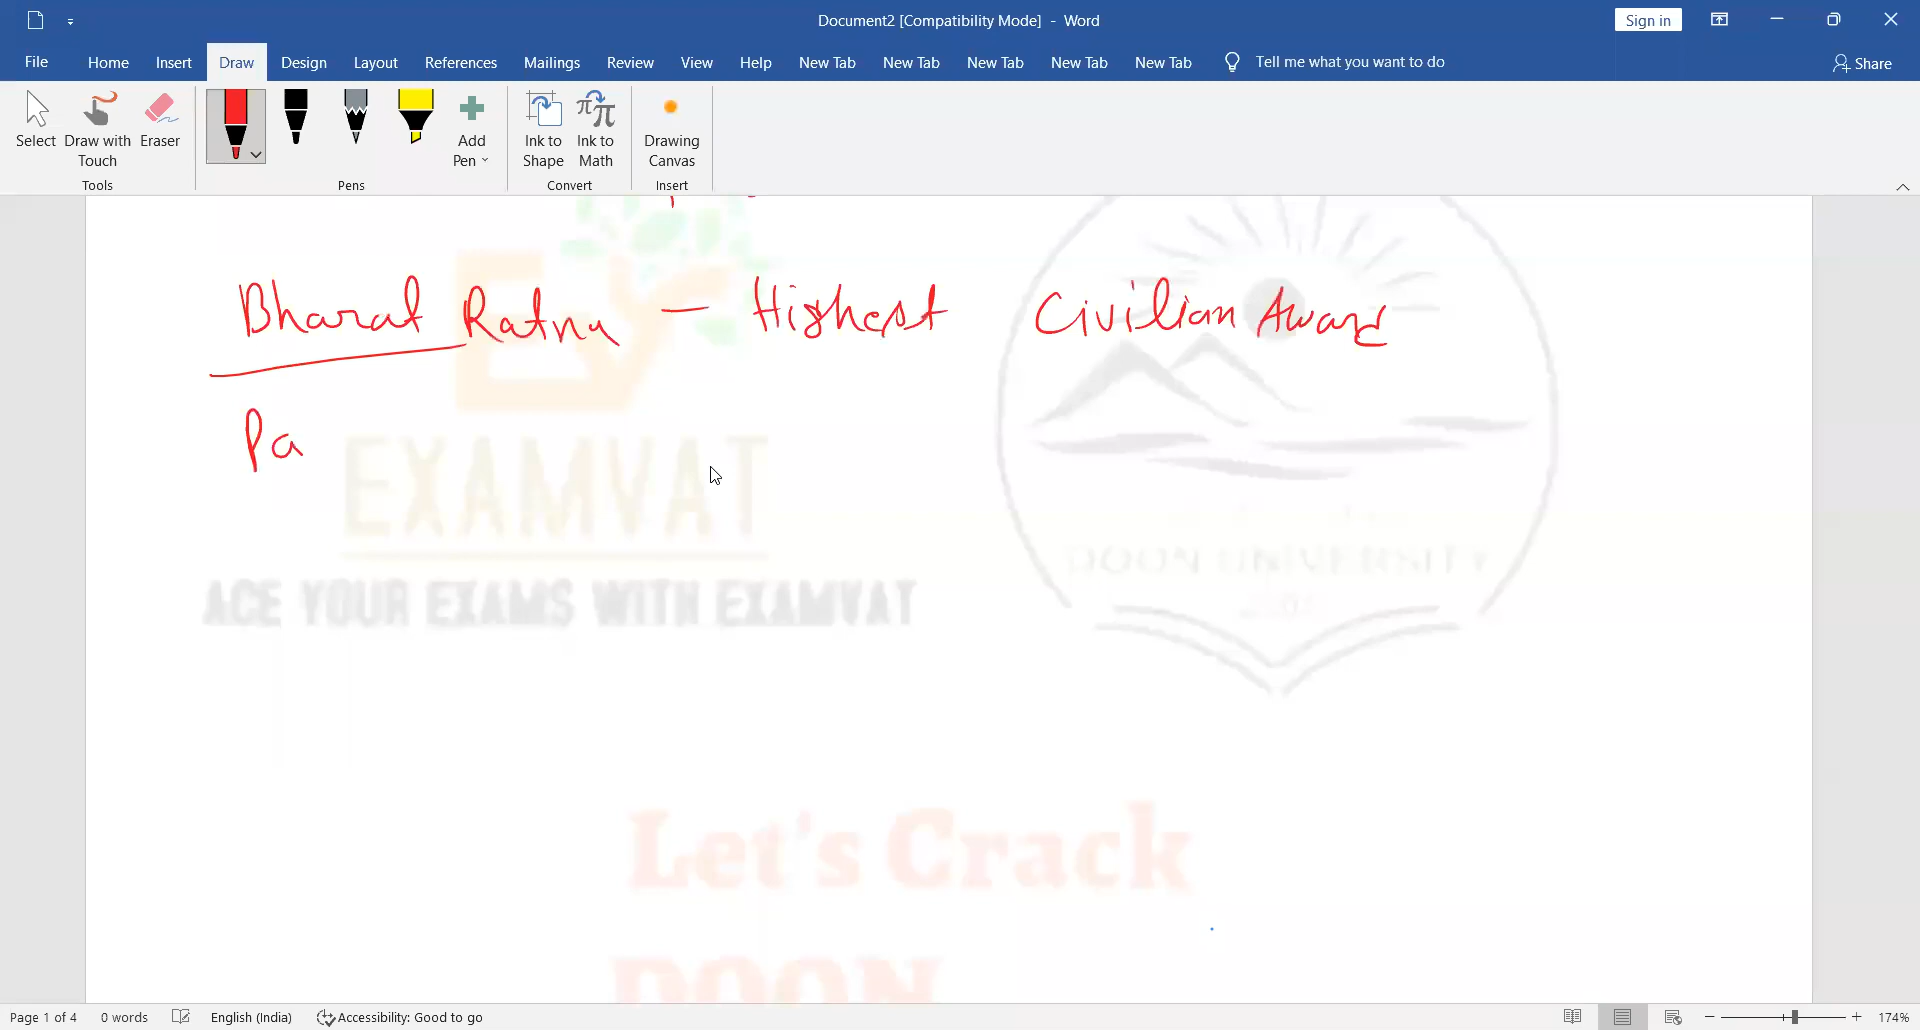 Document2 [Compatibility Mode] - Word
Sign in
File Home Insert Draw Design Layout References Mailings Review View Help New Tab New Tab New Tab New Tab New Tab Tell me what you want to do Share
Select Draw with Touch Eraser Add Pen Ink to Shape Ink to Math Drawing Canvas
Tools Pens Convert Insert
Bharat Ratna - Highest Civilian Award
Pa
EXAMVAT
DOON UNIVERSITY
ACE YOUR EXAMS WITH EXAMVAT
Let's Crack
DOON
Page 1 of 4 0 words English (India) Accessibility: Good to go 174%